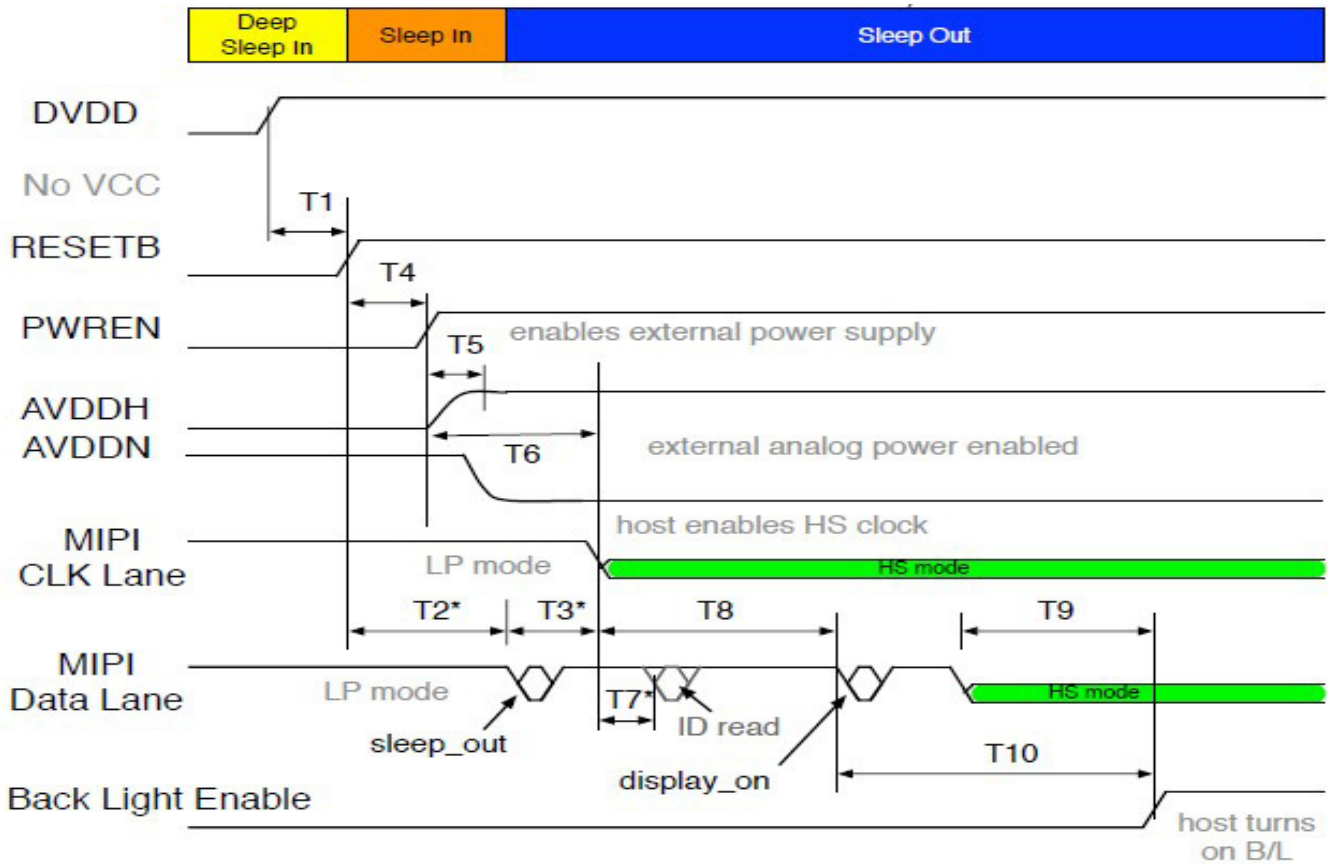 Deep
Sleep In
Sleep In
Sleep Out
DVDD
No VCC
T1
RESETB
T4
PWREN
enables external power supply
T5
AVDDH
AVDDN
T6
external analog power enabled
host enables HS clock
MIPI
CLK Lane
LP mode
HS mode
T2*
T3*
T8
T9
MIPI
Data Lane
LP mode
T7*
HS mode
ID read
sleep_out
display_on
T10
Back Light Enable
host turns
on B/L